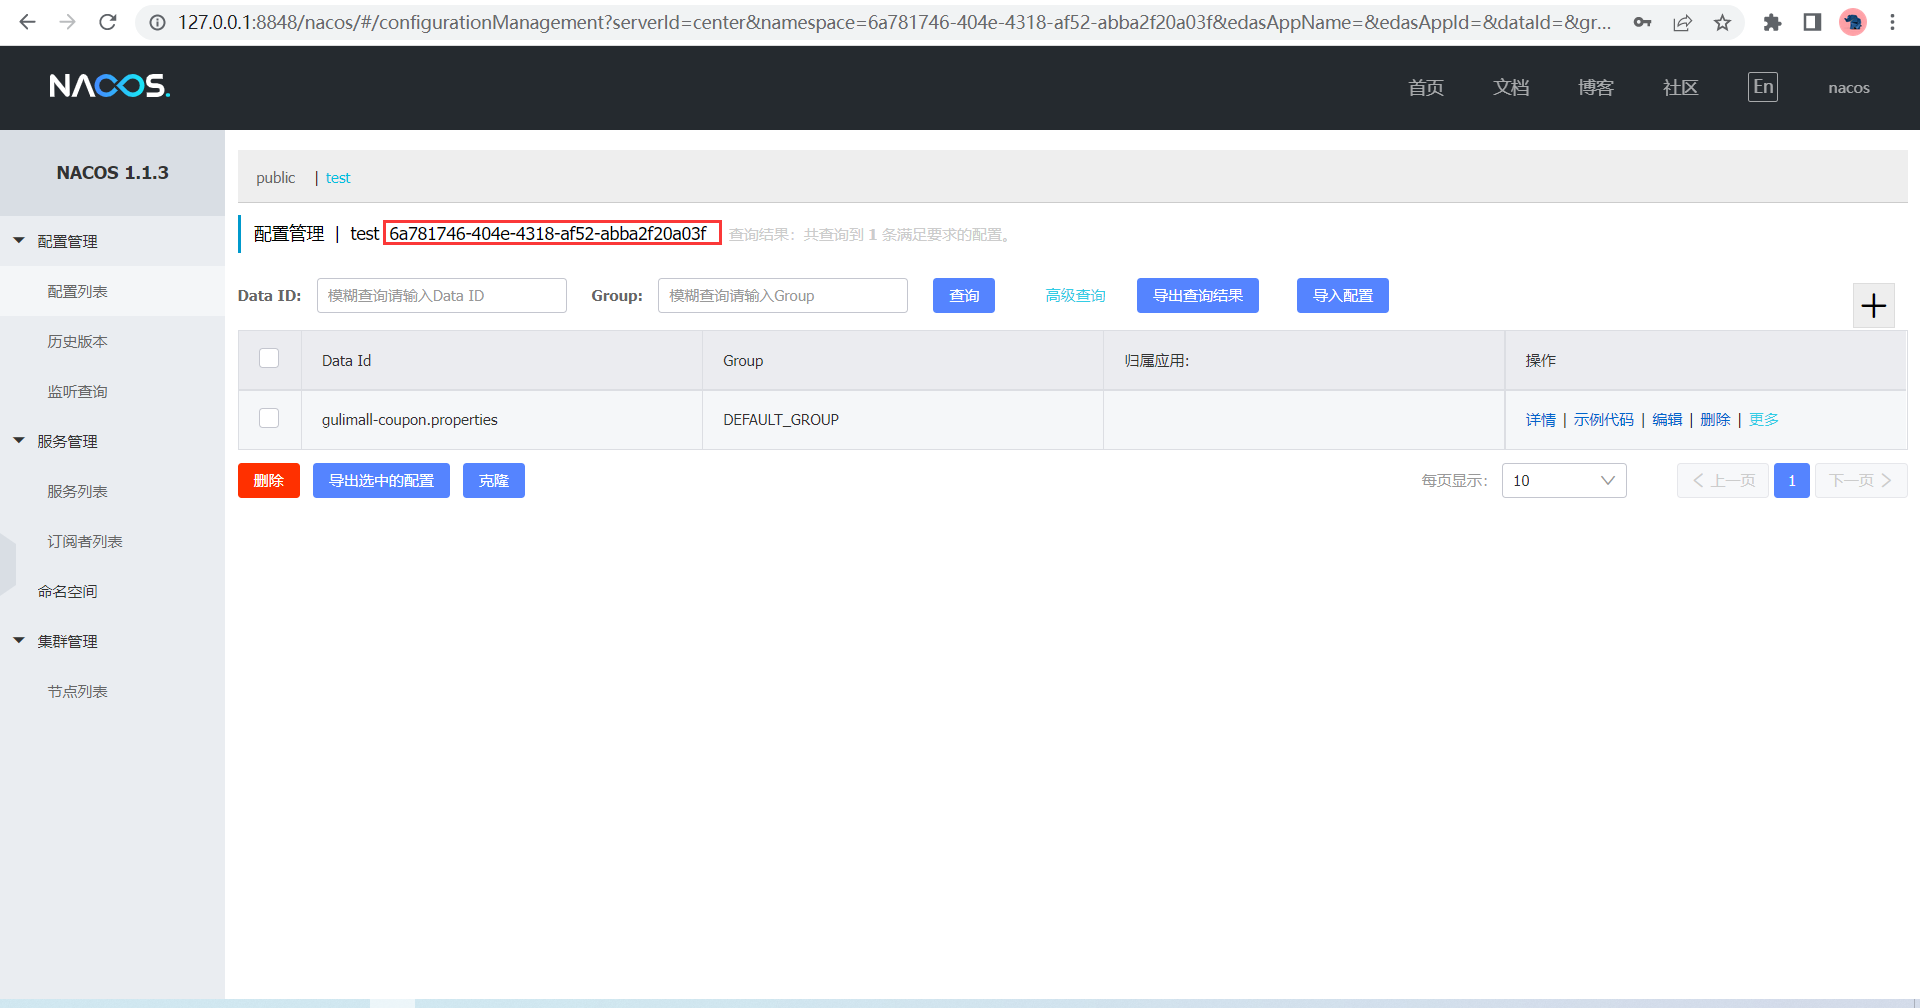 127.0.0.1:8848/nacos/#/configurationManagement?serverId=center&namespace=6a781746-404e-4318-af52-abba2f20a03f&edasAppName=&edasAppId=&dataId=&gr...
NACOS.
首页 文档 博客 社区 En nacos
NACOS 1.1.3
配置管理
配置列表
历史版本
监听查询
服务管理
服务列表
订阅者列表
命名空间
集群管理
节点列表
public | test
配置管理 | test 6a781746-404e-4318-af52-abba2f20a03f 查询结果：共查询到 1 条满足要求的配置。
Data ID: 模糊查询请输入Data ID Group: 模糊查询请输入Group 查询 高级查询 导出查询结果 导入配置
Data Id Group 归属应用: 操作
gulimall-coupon.properties DEFAULT_GROUP 详情 | 示例代码 | 编辑 | 删除 | 更多
删除 导出选中的配置 克隆 每页显示: 10 上一页 1 下一页